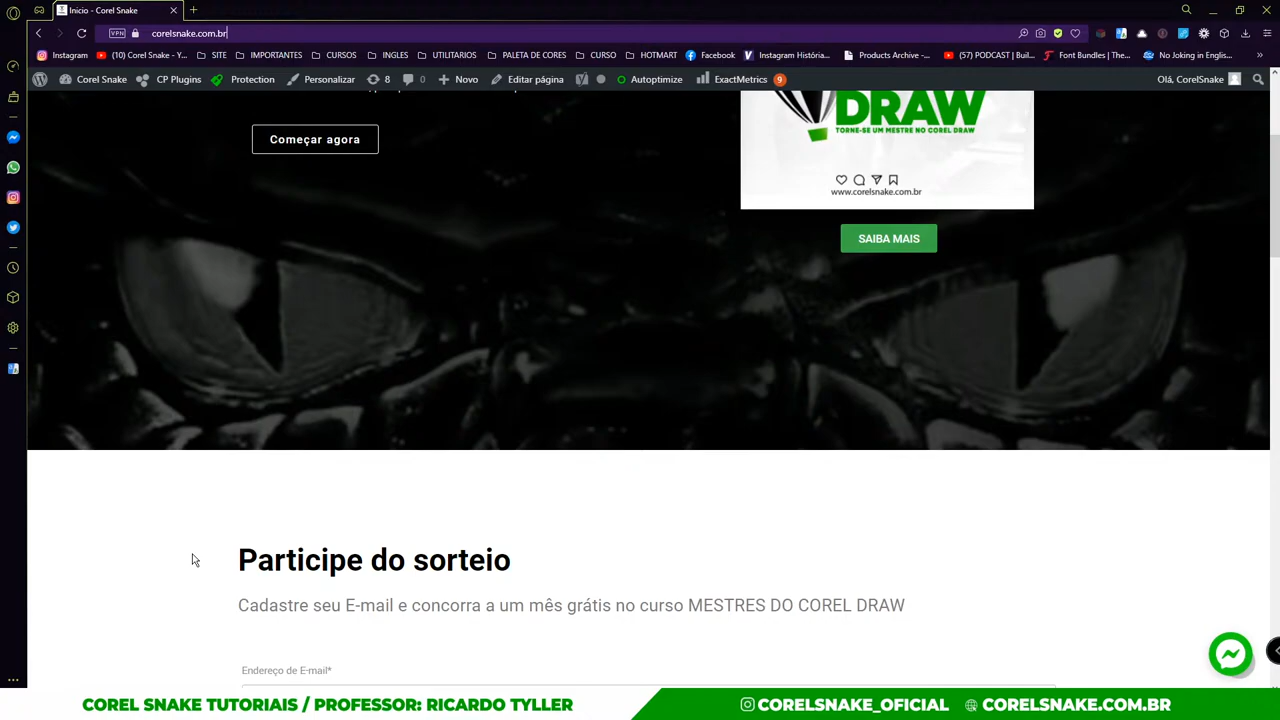 Início - Corel Snake
VPN corelsnake.com.br
Instagram (10) Corel Snake - Y... SITE IMPORTANTES CURSOS INGLES UTILITARIOS PALETA DE CORES CURSO HOTMART Facebook Instagram História... Products Archive -... (57) PODCAST | Buil... Font Bundles | The... No Joking in Englis...
Corel Snake CP Plugins Protection Personalizar 8 0 Novo Editar página Autoptimize ExactMetrics 9 Olá, CorelSnake
Começar agora
DRAW
TORNE-SE UM MESTRE NO COREL DRAW
www.corelsnake.com.br
SAIBA MAIS
Participe do sorteio
Cadastre seu E-mail e concorra a um mês grátis no curso MESTRES DO COREL DRAW
Endereço de E-mail*
COREL SNAKE TUTORIAIS / PROFESSOR: RICARDO TYLLER CORELSNAKE_OFICIAL CORELSNAKE.COM.BR